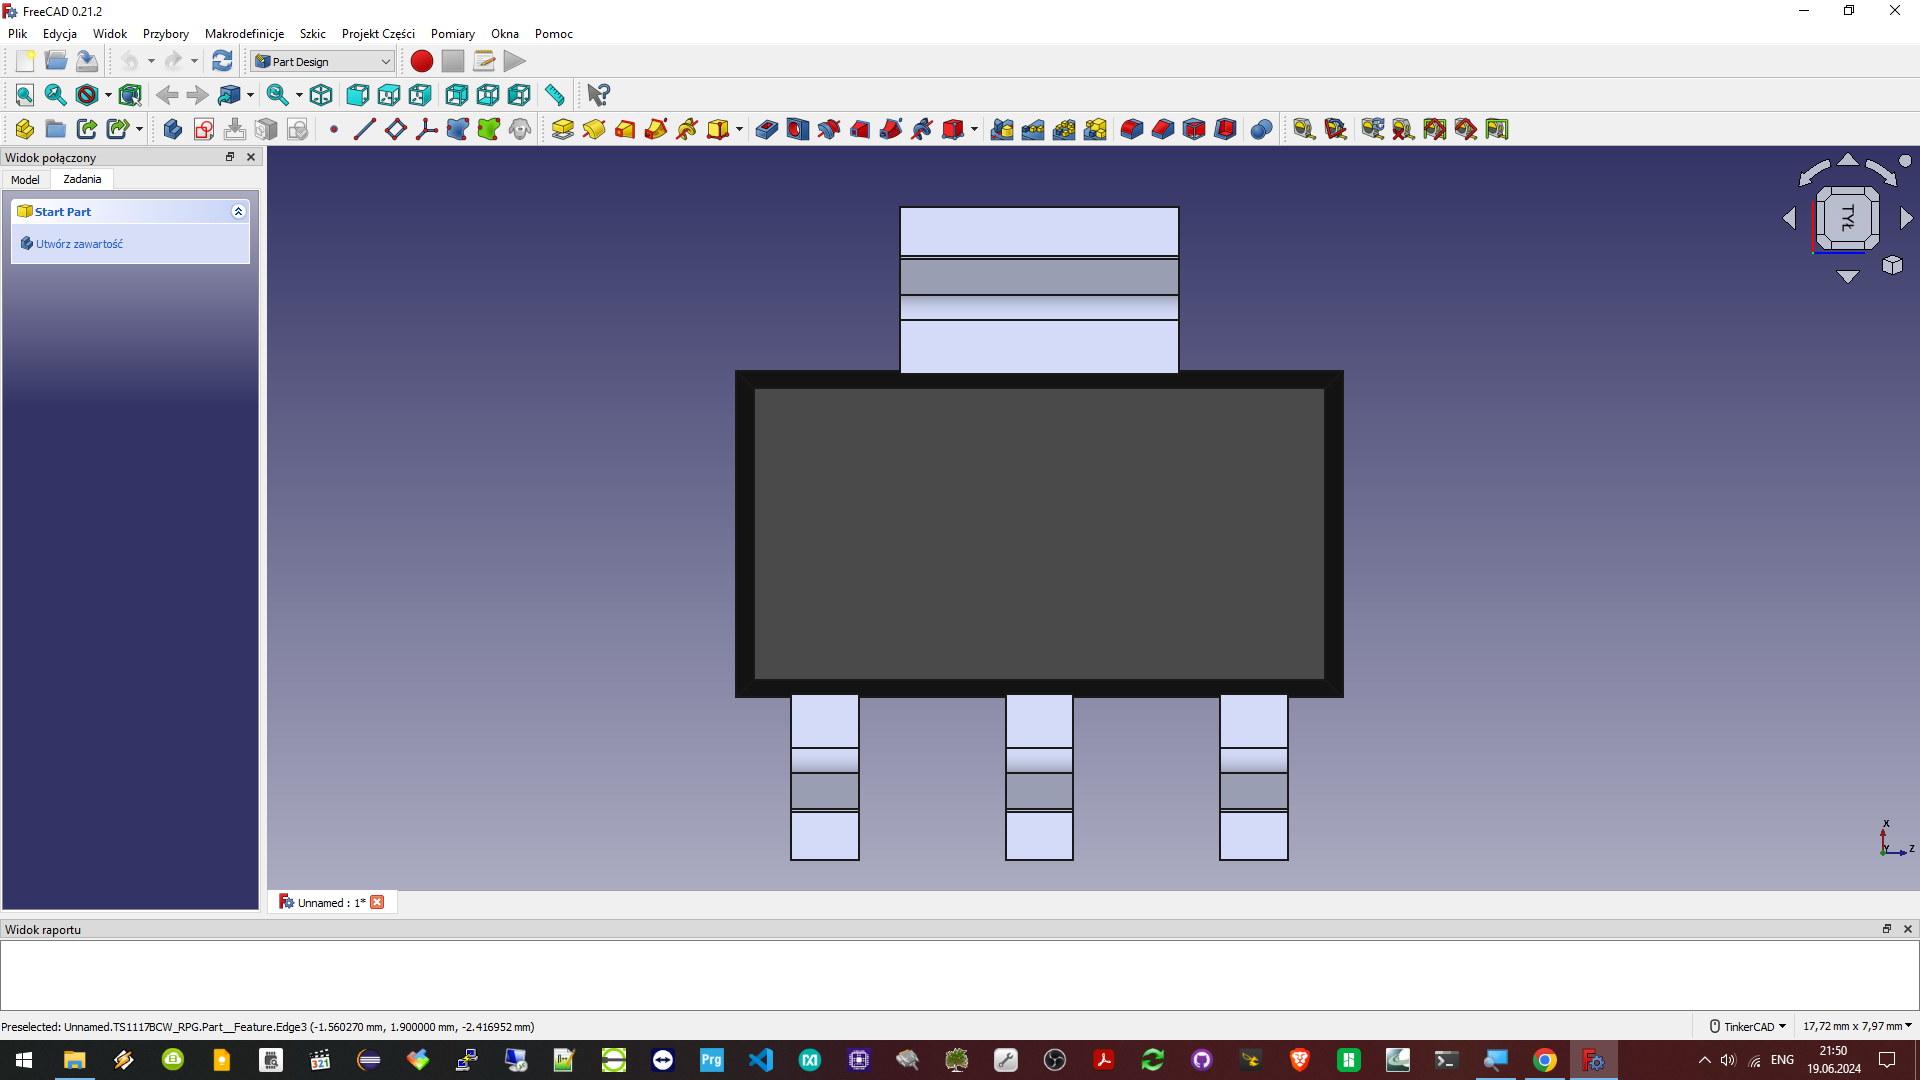 FreeCAD 0.21.2
Plik Edycja Widok Przybory Makrodefinicje Szkic Projekt Części Pomiary Okna Pomoc
Part Design
Widok połączony
Model Zadania
Start Part
Utwórz zawartość
TYŁ
X
Y
Z
Unnamed : 1*
Widok raportu
Preselected: Unnamed.TS1117BCW_RPG.Part__Feature.Edge3 (-1.560270 mm, 1.900000 mm, -2.416952 mm)
TinkerCAD
17,72 mm x 7,97 mm
321
Prg
ENG
21:50
19.06.2024